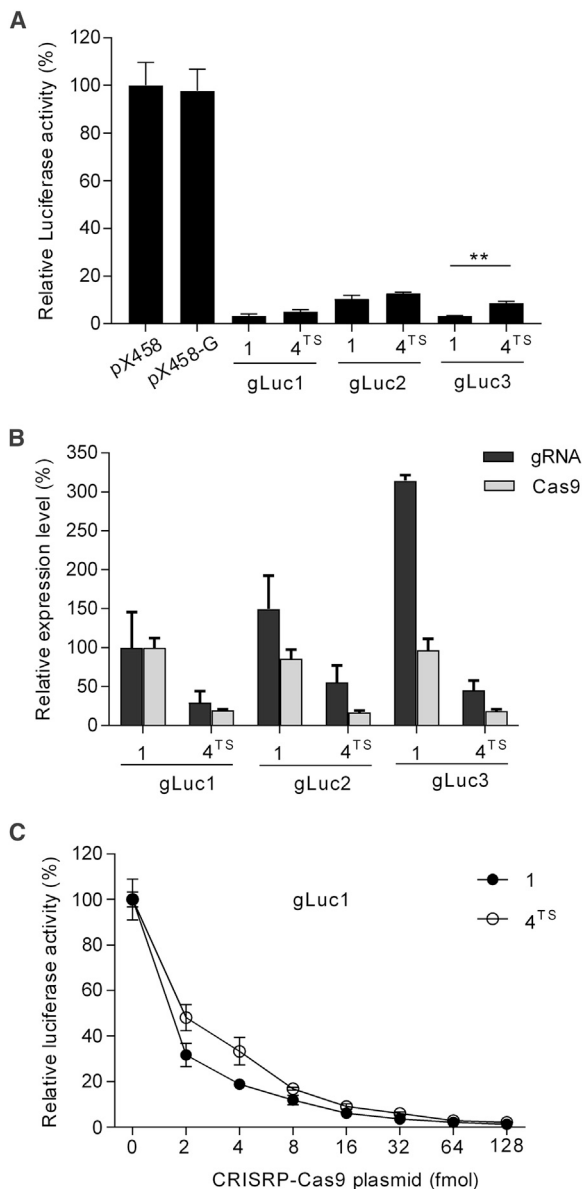 A
Relative Luciferase activity (%)
120
100
80
60
40
20
0
**
pX458
pX458-G
1
4TS
1
4TS
1
4TS
gLuc1
gLuc2
gLuc3
B
Relative expression level (%)
350
300
250
200
150
100
50
0
gRNA
Cas9
1
4TS
1
4TS
1
4TS
gLuc1
gLuc2
gLuc3
C
Relative luciferase activity (%)
120
100
80
60
40
20
0
gLuc1
1
4TS
0 2 4 8 16 32 64 128
CRISRP-Cas9 plasmid (fmol)